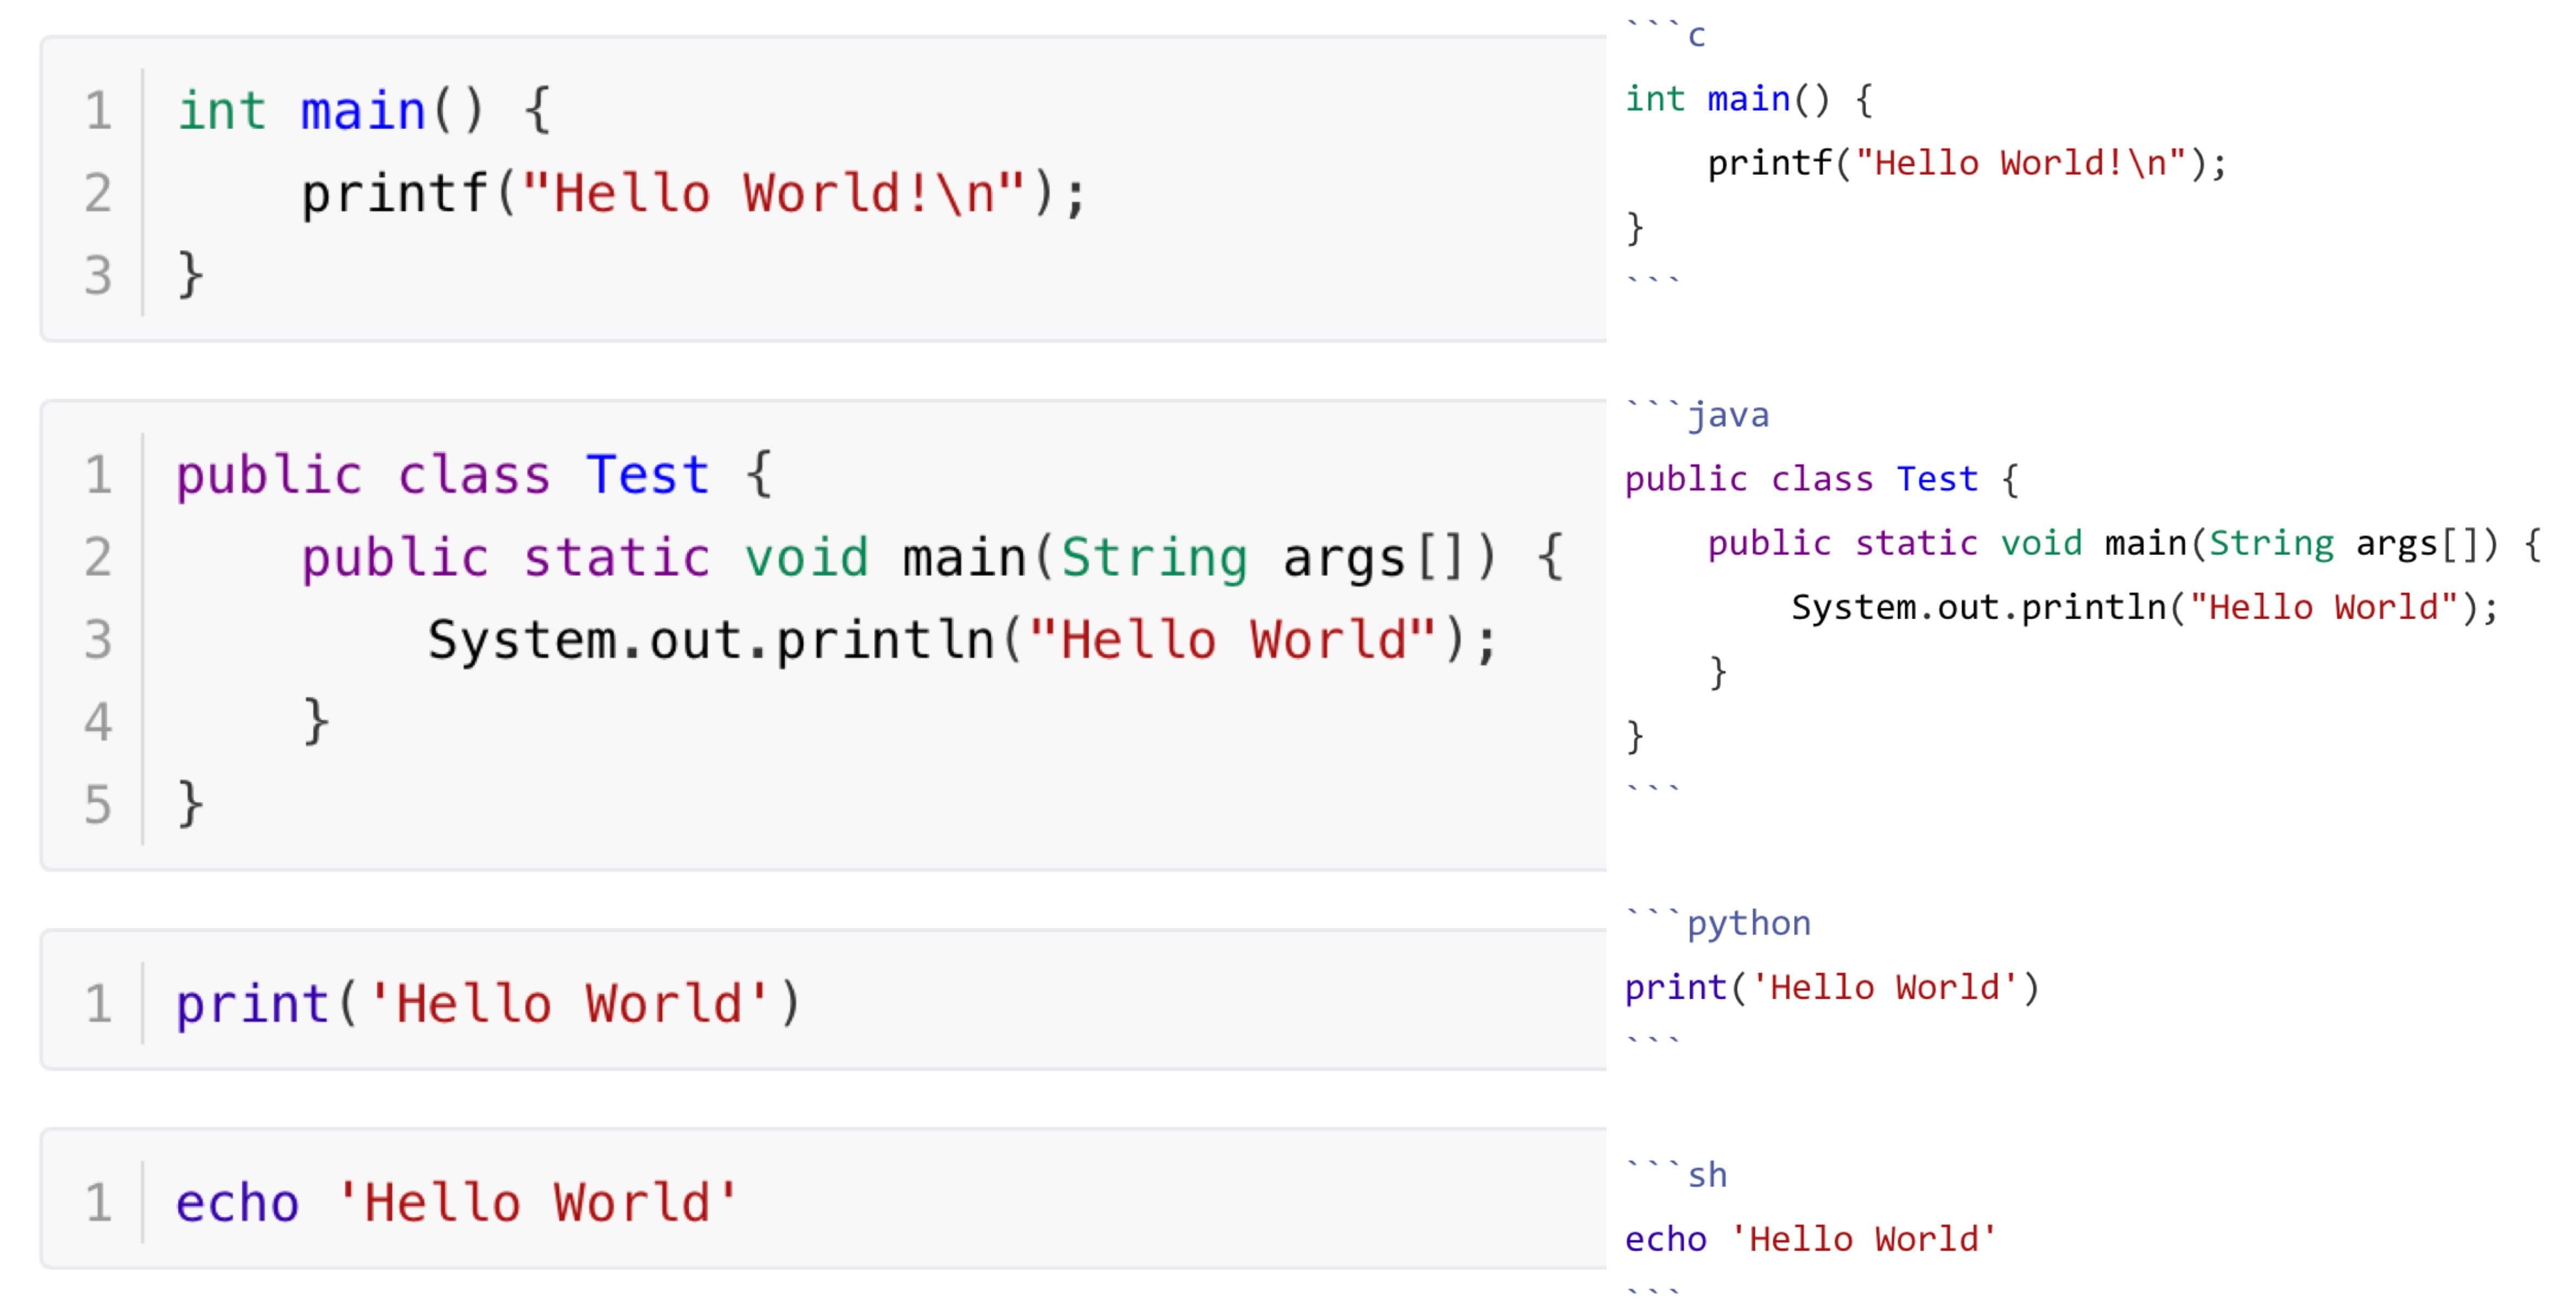 1 int main() {
2     printf("Hello World!\n");
3 }
1 public class Test {
2     public static void main(String args[]) {
3         System.out.println("Hello World");
4     }
5 }
1 print('Hello World')
1 echo 'Hello World'
```c
int main() {
    printf("Hello World!\n");
}
```
```java
public class Test {
    public static void main(String args[]) {
        System.out.println("Hello World");
    }
}
```
```python
print('Hello World')
```
```sh
echo 'Hello World'
```